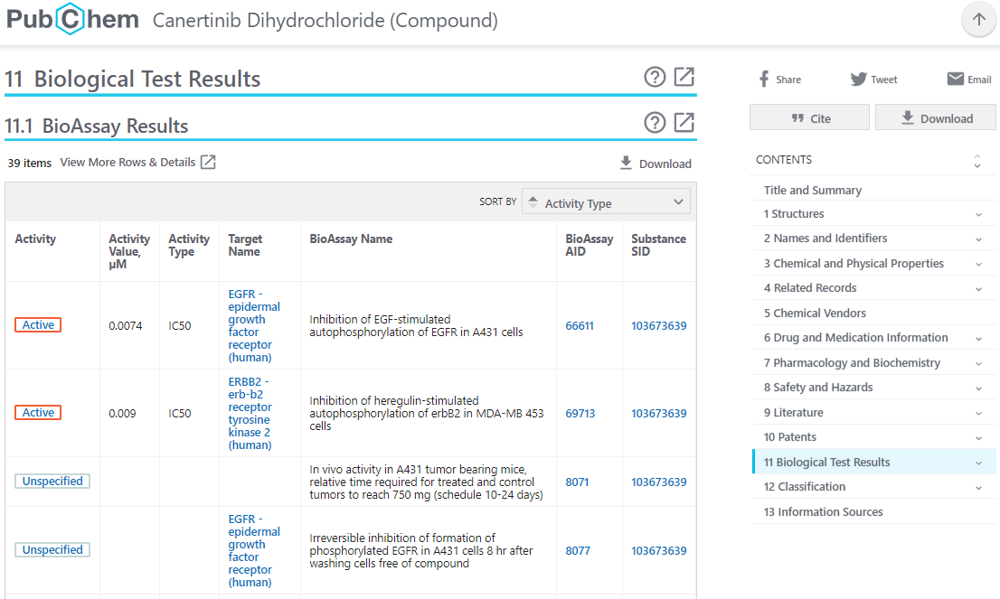 PubChem Canertinib Dihydrochloride (Compound)
11 Biological Test Results
11.1 BioAssay Results
39 items View More Rows & Details
Download
SORT BY Activity Type
Activity
Activity
Value,
µM
Activity
Type
Target
Name
BioAssay Name
BioAssay
AID
Substance
SID
Active
0.0074
IC50
EGFR -
epidermal
growth
factor
receptor
(human)
Inhibition of EGF-stimulated
autophosphorylation of EGFR in A431 cells
66611
103673639
Active
0.009
IC50
ERBB2 -
erb-b2
receptor
tyrosine
kinase 2
(human)
Inhibition of heregulin-stimulated
autophosphorylation of erbB2 in MDA-MB 453
cells
69713
103673639
Unspecified
In vivo activity in A431 tumor bearing mice,
relative time required for treated and control
tumors to reach 750 mg (schedule 10-24 days)
8071
103673639
Unspecified
EGFR -
epidermal
growth
factor
receptor
(human)
Irreversible inhibition of formation of
phosphorylated EGFR in A431 cells 8 hr after
washing cells free of compound
8077
103673639
Share
Tweet
Email
Cite
Download
CONTENTS
Title and Summary
1 Structures
2 Names and Identifiers
3 Chemical and Physical Properties
4 Related Records
5 Chemical Vendors
6 Drug and Medication Information
7 Pharmacology and Biochemistry
8 Safety and Hazards
9 Literature
10 Patents
11 Biological Test Results
12 Classification
13 Information Sources